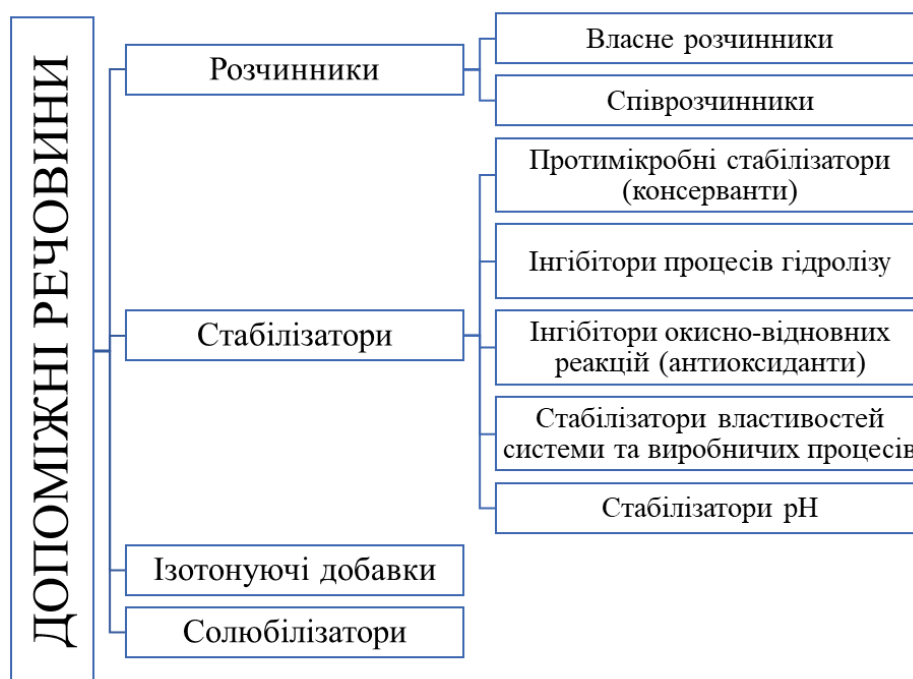 ДОПОМІЖНІ РЕЧОВИНИ
Розчинники
Власне розчинники
Співрозчинники
Стабілізатори
Протимікробні стабілізатори
(консерванти)
Інгібітори процесів гідролізу
Інгібітори окисно-відновних
реакцій (антиоксиданти)
Стабілізатори властивостей
системи та виробничих процесів
Стабілізатори рН
Ізотонуючі добавки
Солюбілізатори